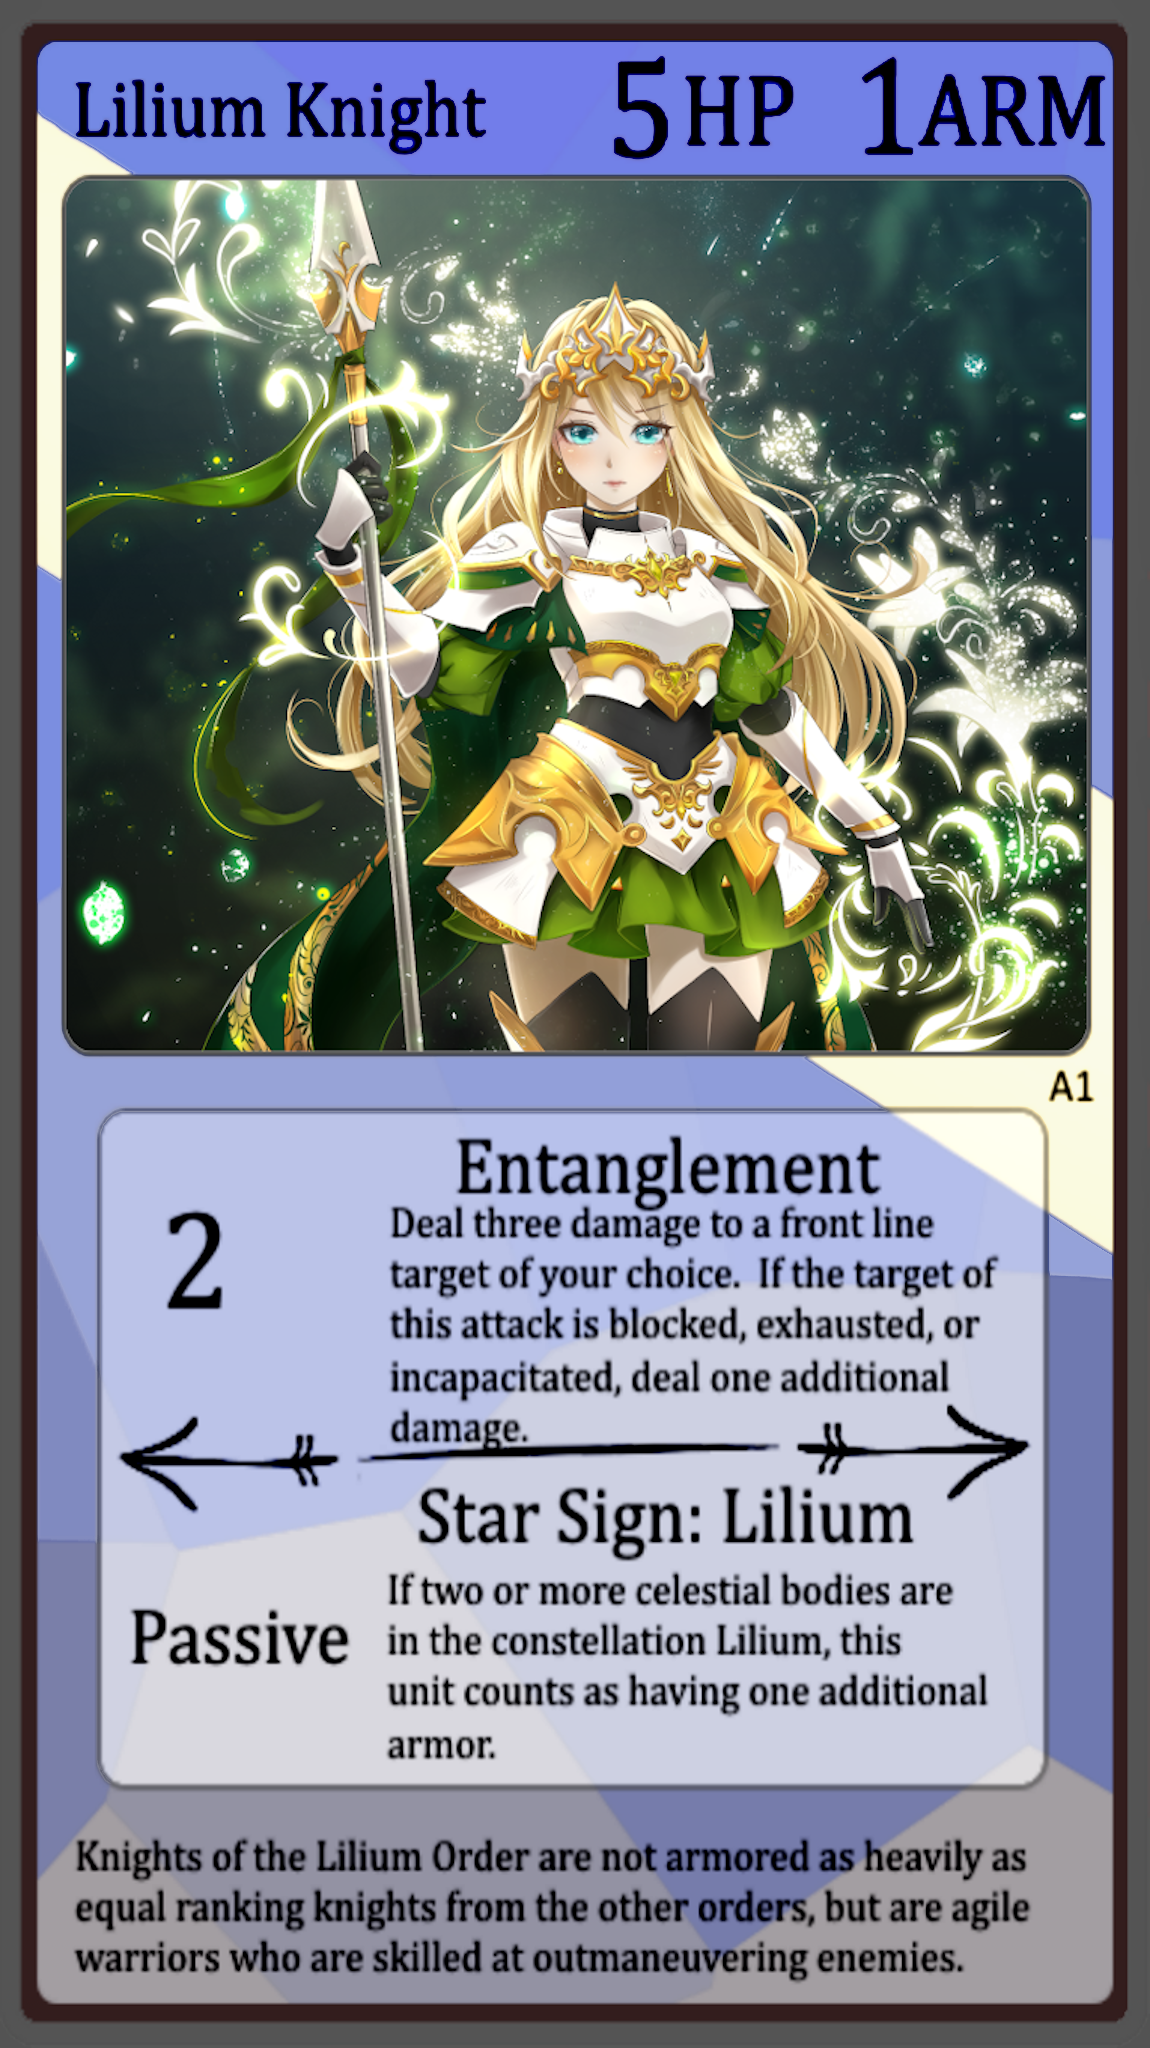 Lilium Knight 5 HP 1 ARM
A1
Entanglement
2
Deal three damage to a front line
target of your choice.  If the target of
this attack is blocked, exhausted, or
incapacitated, deal one additional
damage.
Star Sign: Lilium
Passive
If two or more celestial bodies are
in the constellation Lilium, this
unit counts as having one additional
armor.
Knights of the Lilium Order are not armored as heavily as
equal ranking knights from the other orders, but are agile
warriors who are skilled at outmaneuvering enemies.